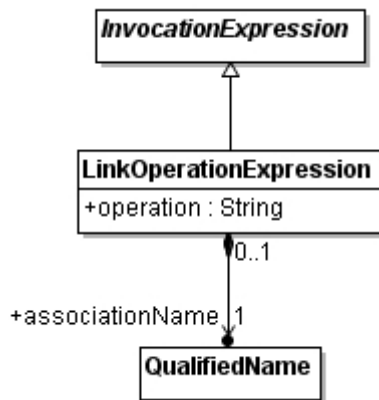 InvocationExpression
LinkOperationExpression
+operation : String
0..1
+associationName 1
QualifiedName